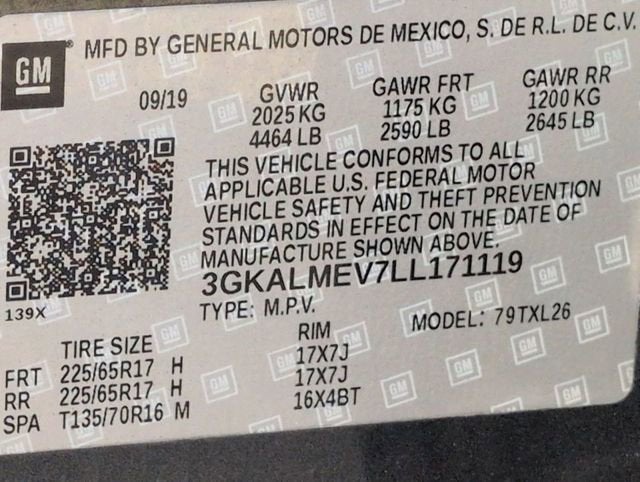 GM
MFD BY GENERAL MOTORS DE MEXICO, S. DE R.L. DE C.V.
09/19 GVWR GAWR FRT GAWR RR
2025 KG 1175 KG 1200 KG
4464 LB 2590 LB 2645 LB
THIS VEHICLE CONFORMS TO ALL
APPLICABLE U.S. FEDERAL MOTOR
VEHICLE SAFETY AND THEFT PREVENTION
STANDARDS IN EFFECT ON THE DATE OF
MANUFACTURE SHOWN ABOVE.
3GKALMEV7LL171119
139X
TYPE: M.P.V. MODEL: 79TXL26
TIRE SIZE RIM
FRT 225/65R17 H 17X7J
RR 225/65R17 H 17X7J
SPA T135/70R16 M 16X4BT